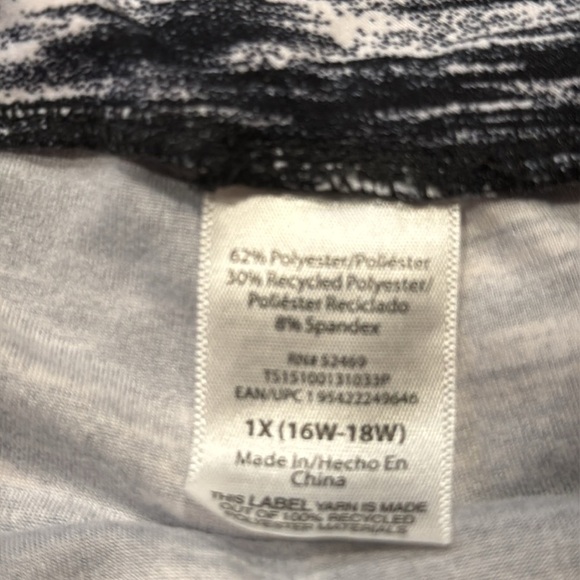 62% Polyester/Poliéster
30% Recycled Polyester/
Poliéster Reciclado
8% Spandex
RN# 52469
TS15100131033P
EAN/UPC 195422249646
1X (16W-18W)
Made In/Hecho En
China
THIS LABEL YARN IS MADE
OUT OF 100% RECYCLED
POLYESTER MATERIALS